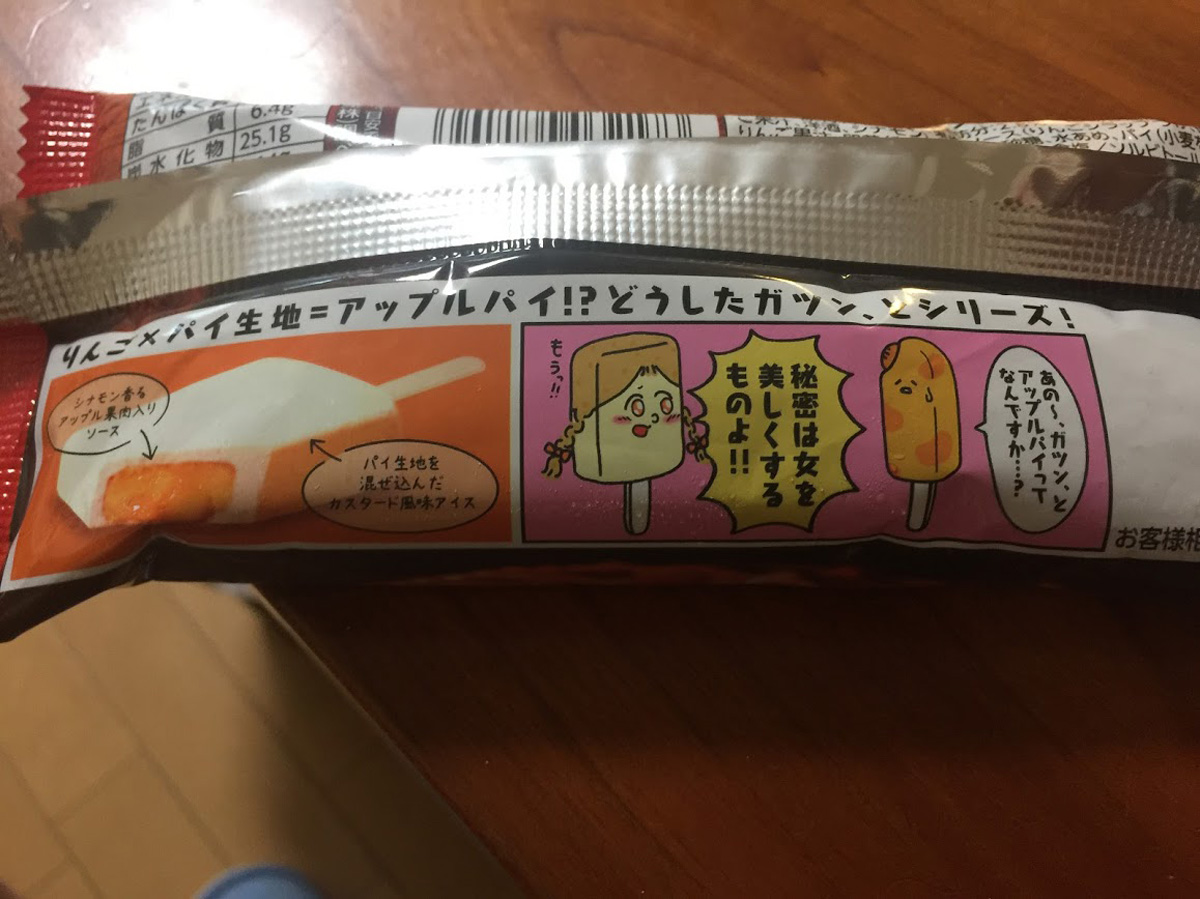 たんぱく質
6.4g
脂質
25.1g
炭水化物
りんご×パイ生地=アップルパイ!?どうしたガツン、とシリーズ!
シナモン香る
アップル果肉入り
ソース
パイ生地を
混ぜ込んだ
カスタード風味アイス
あの〜、ガツン、と
アップルパイって
なんですか…?
秘密は女を
美しくする
ものよ!!
もうっ!!
お客様相